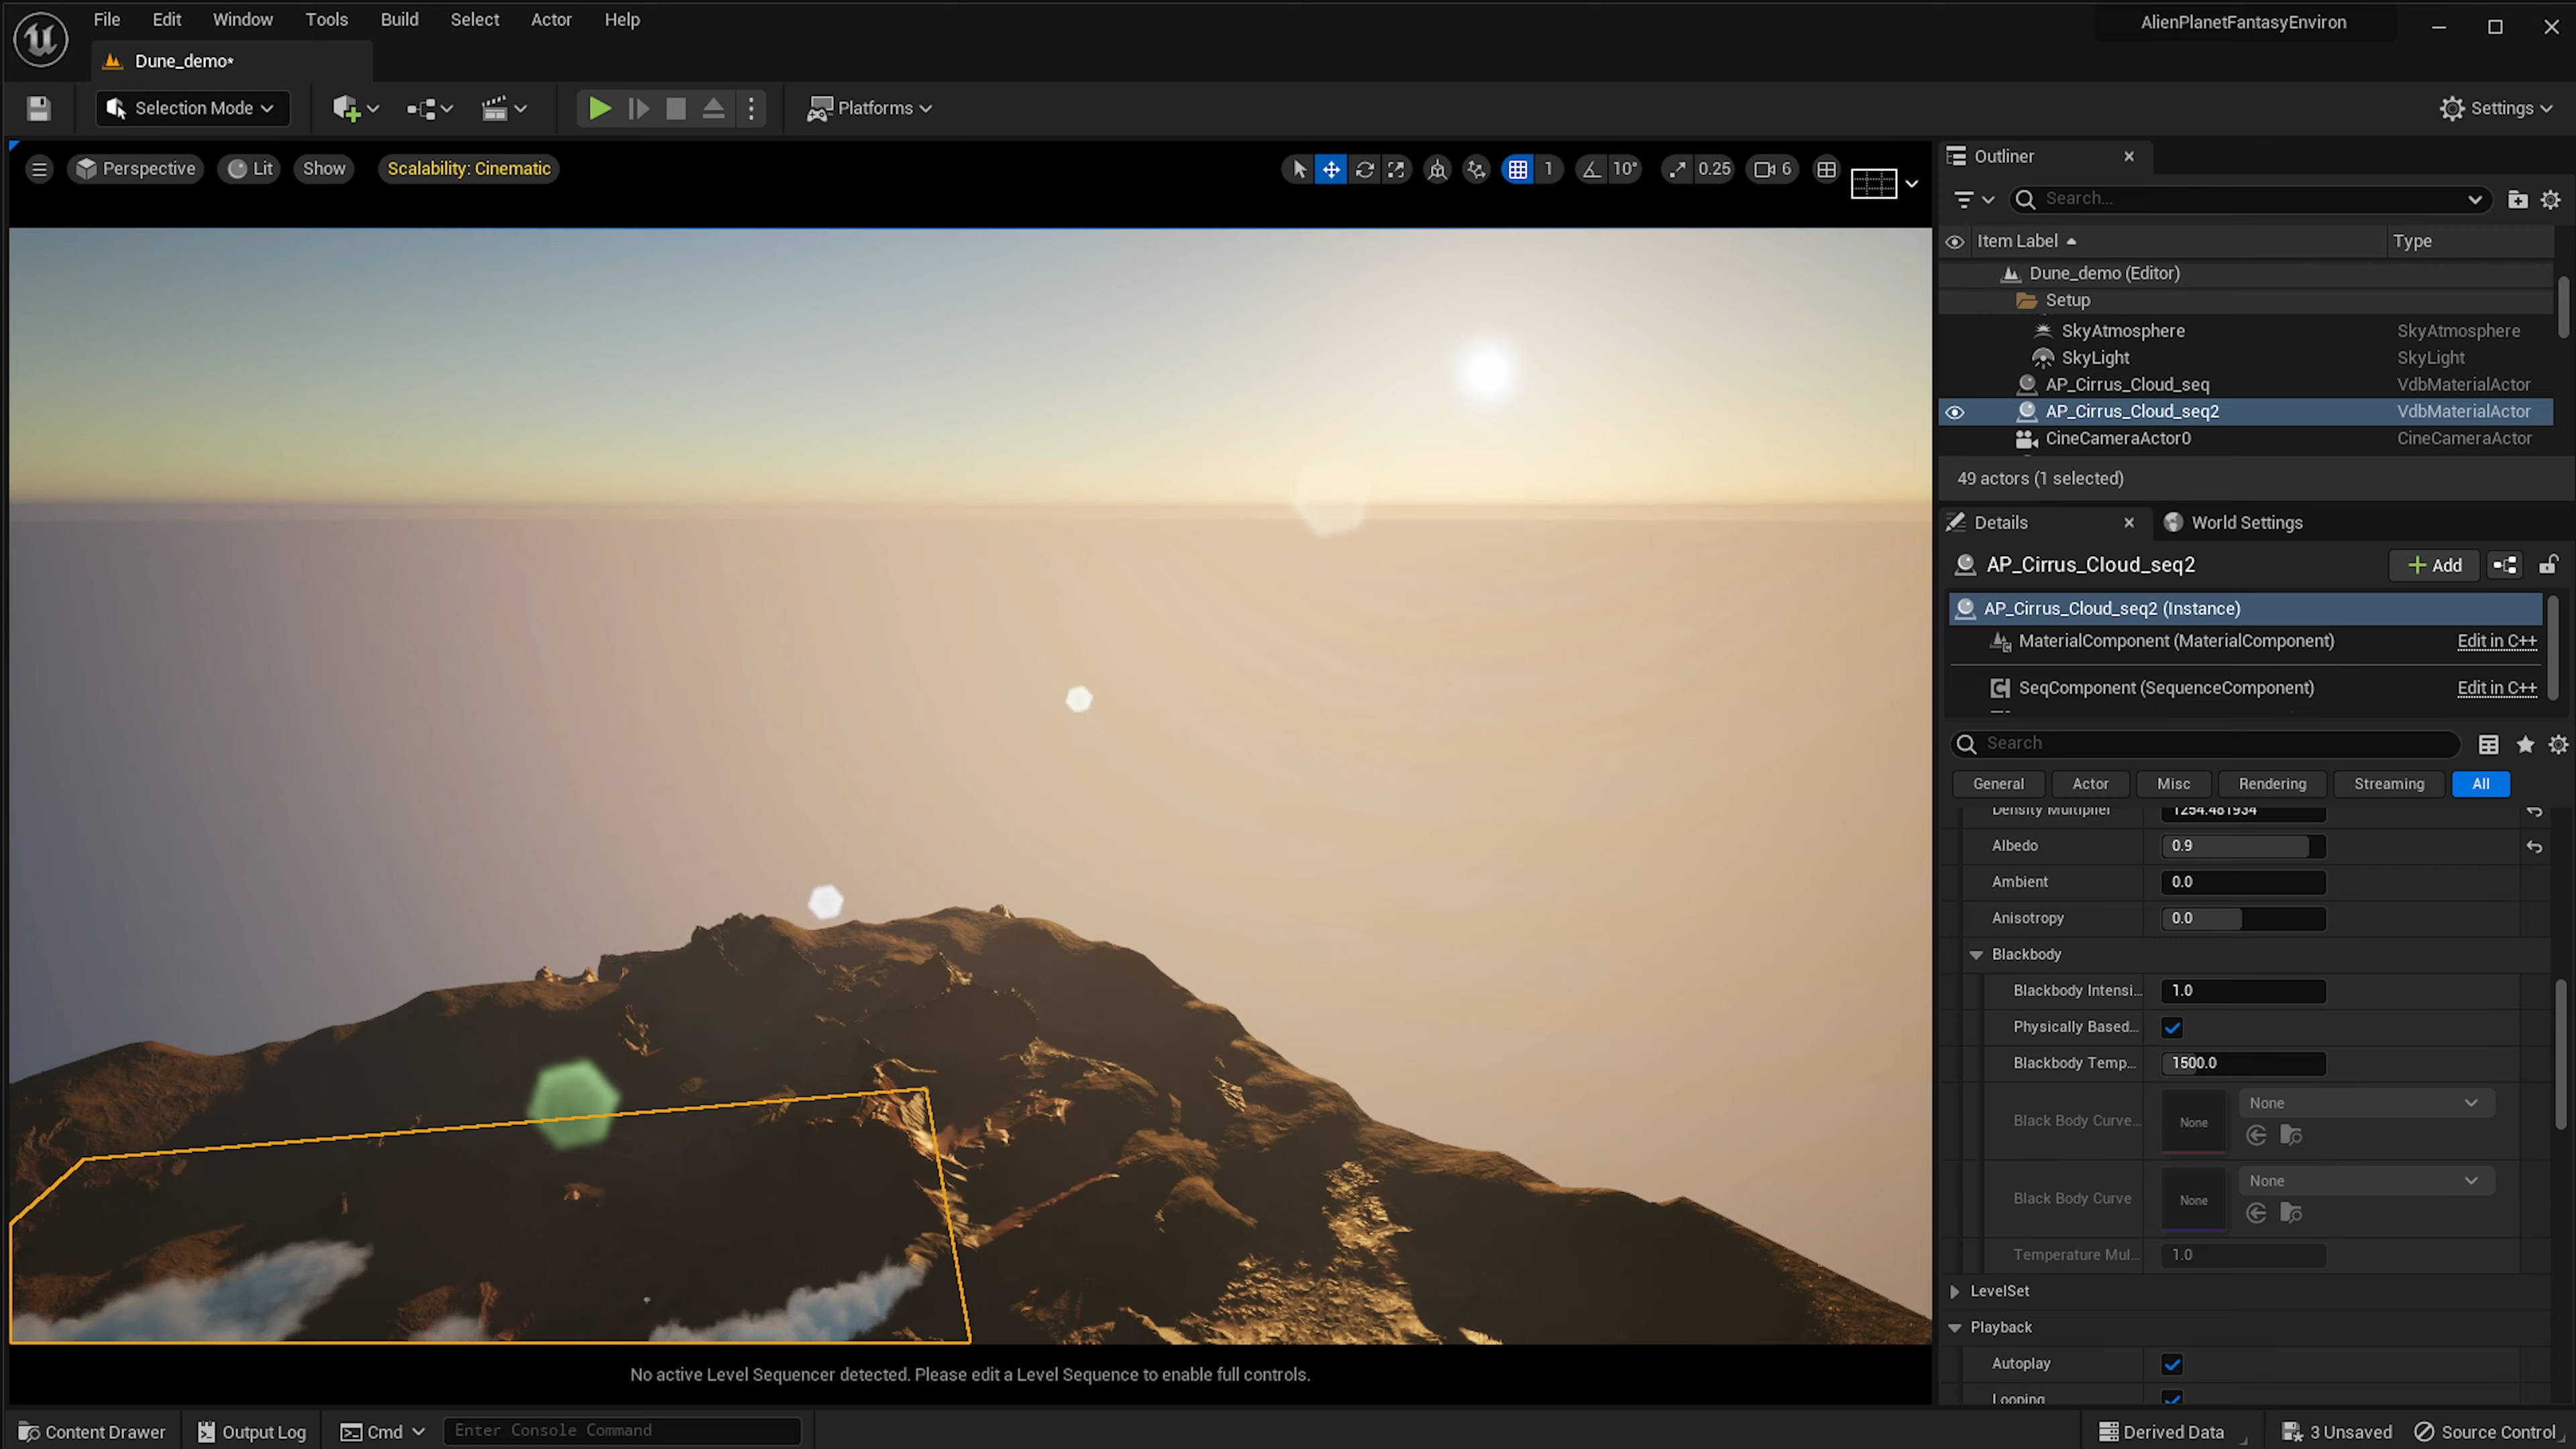 File Edit Window Tools Build Select Actor Help
AlienPlanetFantasyEnviron
Dune_demo*
Selection Mode
Platforms
Settings
Perspective Lit Show Scalability: Cinematic
1 10° 0.25 6
Outliner
Search...
Item Label Type
Dune_demo (Editor)
Setup
SkyAtmosphere SkyAtmosphere
SkyLight SkyLight
AP_Cirrus_Cloud_seq VdbMaterialActor
AP_Cirrus_Cloud_seq2 VdbMaterialActor
CineCameraActor0 CineCameraActor
49 actors (1 selected)
Details World Settings
AP_Cirrus_Cloud_seq2 Add
AP_Cirrus_Cloud_seq2 (Instance)
MaterialComponent (MaterialComponent) Edit in C++
SeqComponent (SequenceComponent) Edit in C++
Search
General Actor Misc Rendering Streaming All
Density Multiplier 1254.481934
Albedo 0.9
Ambient 0.0
Anisotropy 0.0
Blackbody
Blackbody Intensi... 1.0
Physically Based...
Blackbody Temp... 1500.0
Black Body Curve... None None
Black Body Curve None None
Temperature Mul... 1.0
LevelSet
Playback
Autoplay
Looping
No active Level Sequencer detected. Please edit a Level Sequence to enable full controls.
Content Drawer Output Log Cmd Enter Console Command
Derived Data 3 Unsaved Source Control